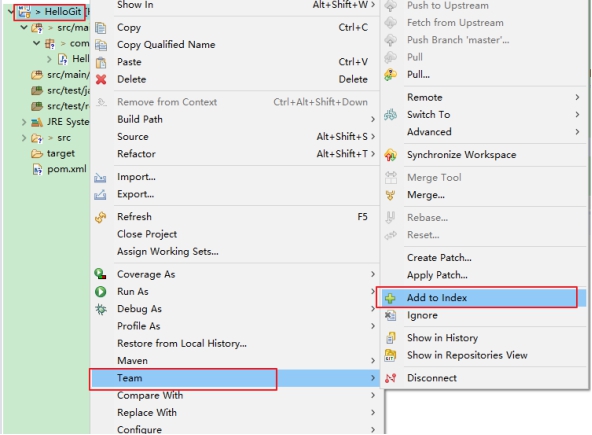 > HelloGit [
> src/ma
> com
> Hell
src/main/
src/test/ja
src/test/r
JRE Syste
> src
target
pom.xml
Show In Alt+Shift+W >
Copy Ctrl+C
Copy Qualified Name
Paste Ctrl+V
Delete Delete
Remove from Context Ctrl+Alt+Shift+Down
Build Path >
Source Alt+Shift+S >
Refactor Alt+Shift+T >
Import...
Export...
Refresh F5
Close Project
Assign Working Sets...
Coverage As >
Run As >
Debug As >
Profile As >
Restore from Local History...
Maven >
Team >
Compare With >
Replace With >
Configure >
Push to Upstream
Fetch from Upstream
Push Branch 'master'...
Pull
Pull...
Remote >
Switch To >
Advanced >
Synchronize Workspace
Merge Tool
Merge...
Rebase...
Reset...
Create Patch...
Apply Patch...
Add to Index
Ignore
Show in History
Show in Repositories View
Disconnect